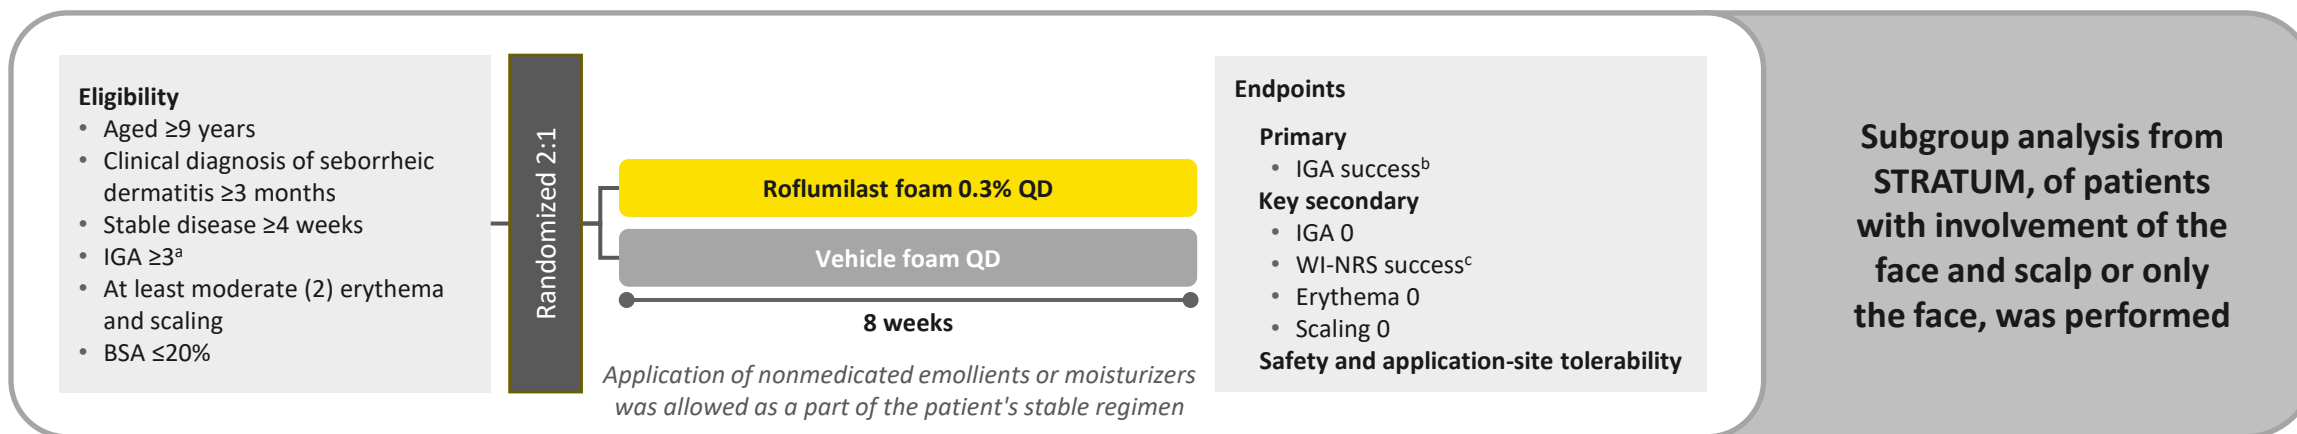 Eligibility
• Aged ≥9 years
• Clinical diagnosis of seborrheic
dermatitis ≥3 months
• Stable disease ≥4 weeks
• IGA ≥3ᵃ
• At least moderate (2) erythema
and scaling
• BSA ≤20%
Randomized 2:1
Roflumilast foam 0.3% QD
Vehicle foam QD
8 weeks
Application of nonmedicated emollients or moisturizers
was allowed as a part of the patient's stable regimen
Endpoints
Primary
• IGA successᵇ
Key secondary
• IGA 0
• WI-NRS successᶜ
• Erythema 0
• Scaling 0
Safety and application-site tolerability
Subgroup analysis from
STRATUM, of patients
with involvement of the
face and scalp or only
the face, was performed